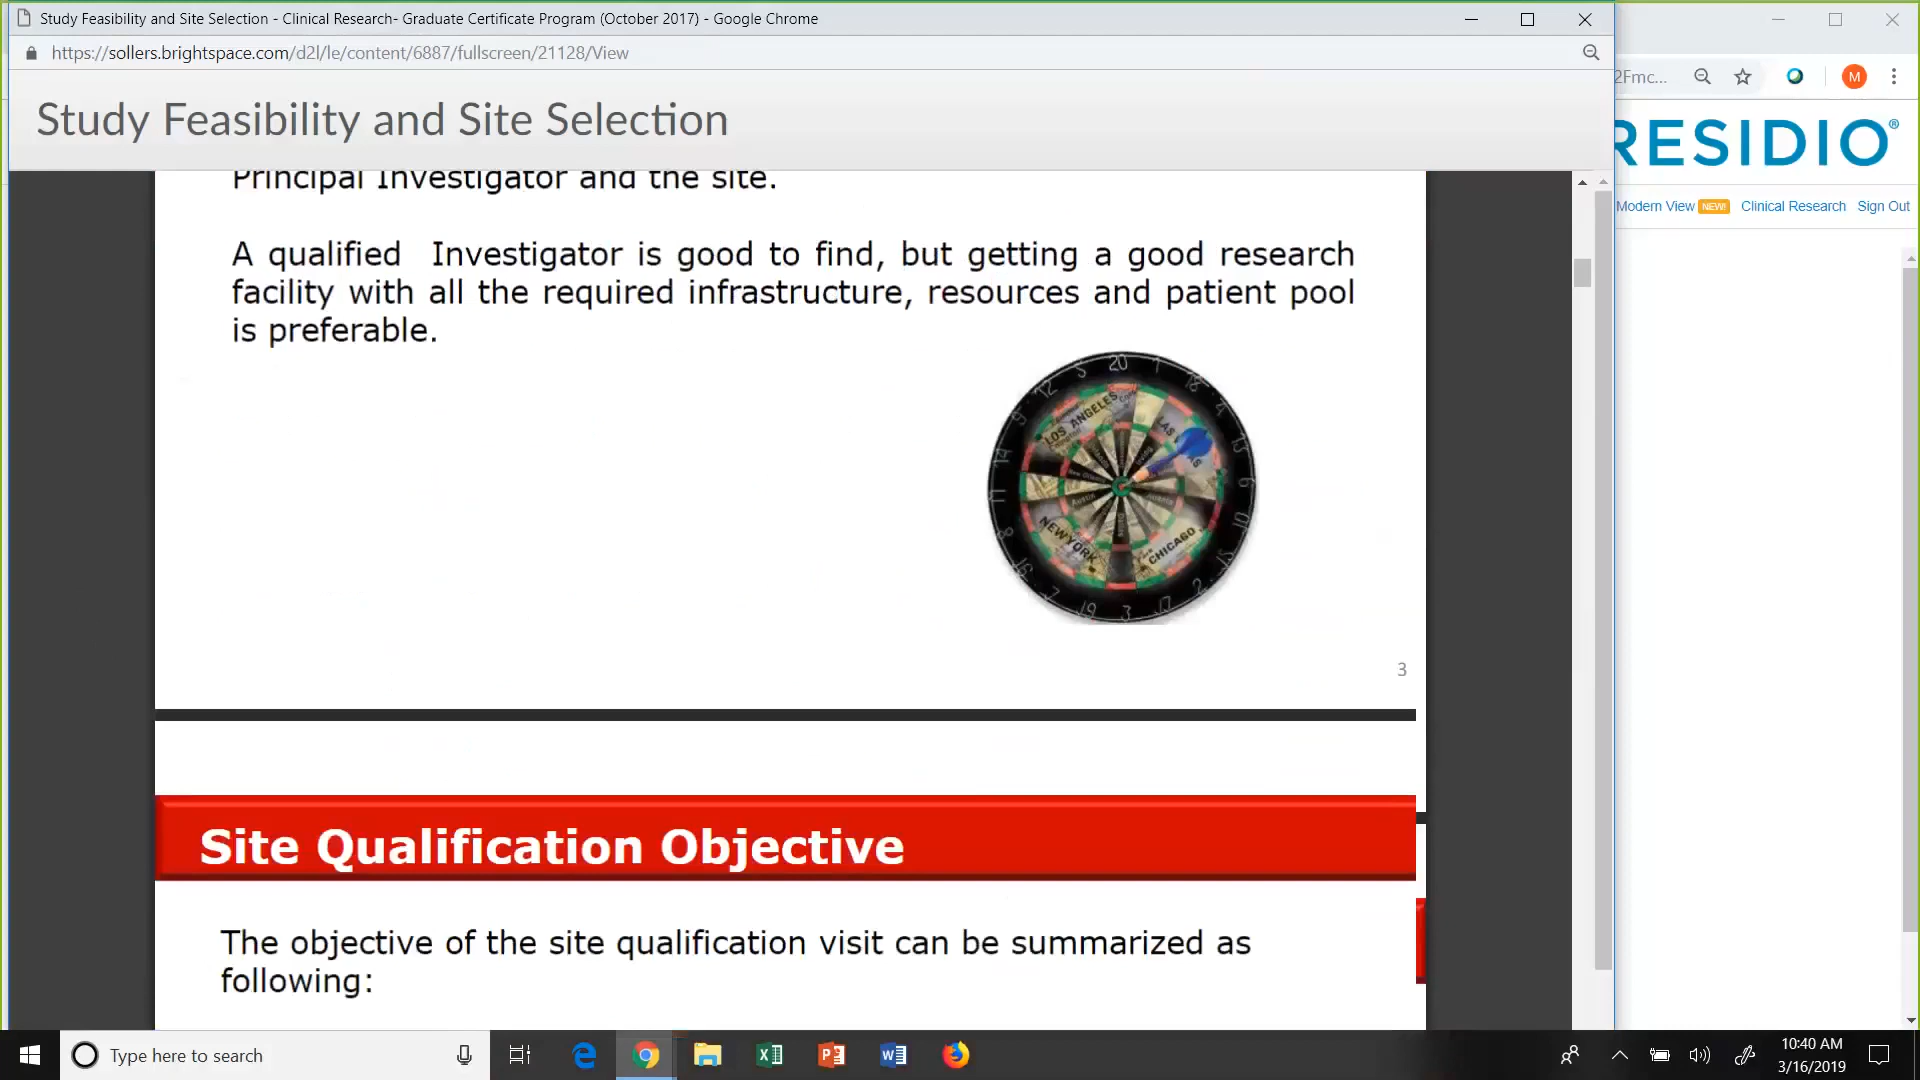 Study Feasibility and Site Selection - Clinical Research- Graduate Certificate Program (October 2017) - Google Chrome
https://sollers.brightspace.com/d2l/le/content/6887/fullscreen/21128/View
2Fmc...
M
Study Feasibility and Site Selection
RESIDIO®
Modern View NEW! Clinical Research Sign Out
Principal Investigator and the site.
A qualified Investigator is good to find, but getting a good research
facility with all the required infrastructure, resources and patient pool
is preferable.
20
LOS ANGELES
LAS
NEWYORK
CHICAGO
3
Site Qualification Objective
The objective of the site qualification visit can be summarized as
following:
Type here to search
10:40 AM
3/16/2019